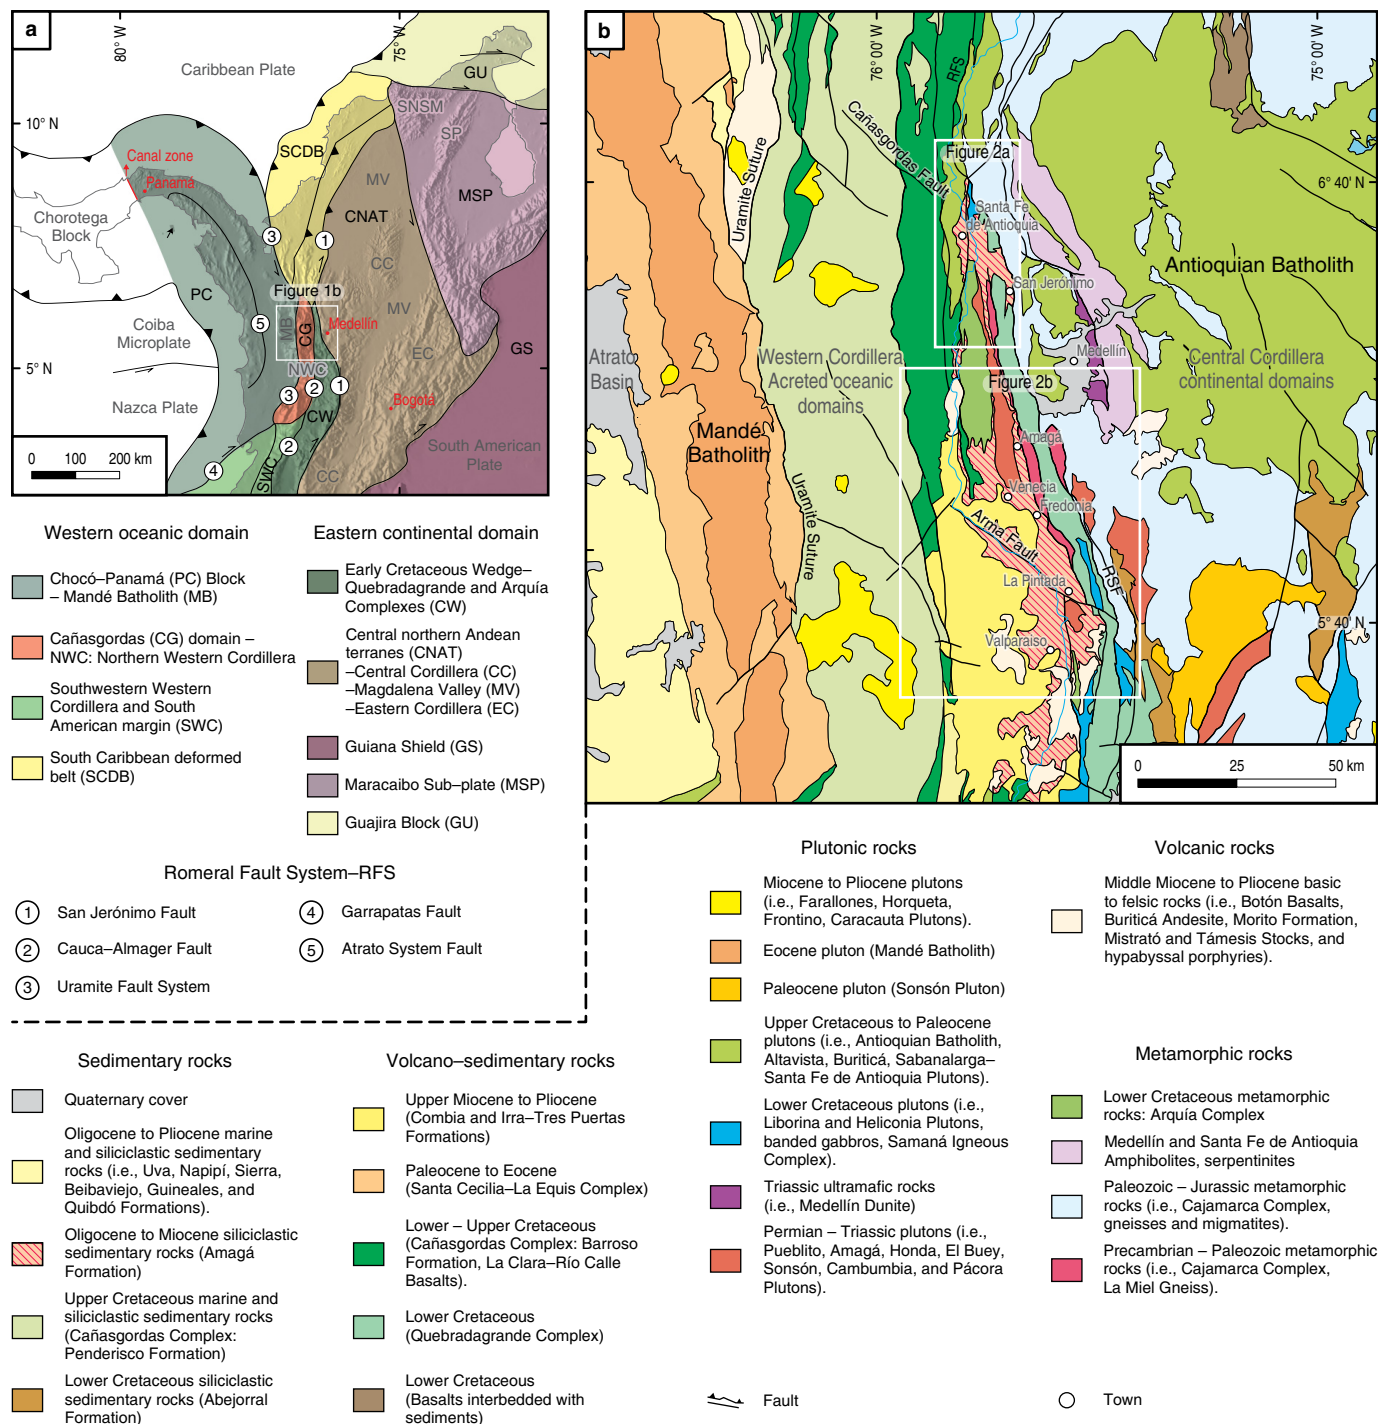 a
80° W
75° W
Caribbean Plate
GU
SNSM
10° N
SP
SCDB
Canal zone
Panamá
MV
MSP
CNAT
Chorotega
Block
3
1
CC
Figure 1b
PC
MV
5
MB
CG
Medellín
Coiba
Microplate
EC
GS
5° N
NWC
1
3
2
Nazca Plate
CW
Bogotá
2
South American
Plate
4
SWC
CC
0 100 200 km
b
76° 00' W
75° 00' W
RFS
Cañasgordas Fault
Figure 2a
6° 40' N
Uramite Suture
Santa Fe
de Antioquia
Antioquian Batholith
San Jerónimo
Atrato
Basin
Western Cordillera
Acreted oceanic
domains
Medellín
Central Cordillera
continental domains
Figure 2b
Mandé
Batholith
Amagá
Uramite Suture
Venecia
Fredonia
Arma Fault
La Pintada
RSF
5° 40' N
Valparaiso
0 25 50 km
Western oceanic domain
Chocó–Panamá (PC) Block
– Mandé Batholith (MB)
Cañasgordas (CG) domain –
NWC: Northern Western Cordillera
Southwestern Western
Cordillera and South
American margin (SWC)
South Caribbean deformed
belt (SCDB)
Eastern continental domain
Early Cretaceous Wedge–
Quebradagrande and Arquía
Complexes (CW)
Central northern Andean
terranes (CNAT)
–Central Cordillera (CC)
–Magdalena Valley (MV)
–Eastern Cordillera (EC)
Guiana Shield (GS)
Maracaibo Sub–plate (MSP)
Guajira Block (GU)
Romeral Fault System–RFS
1 San Jerónimo Fault
2 Cauca–Almager Fault
3 Uramite Fault System
4 Garrapatas Fault
5 Atrato System Fault
Sedimentary rocks
Quaternary cover
Oligocene to Pliocene marine
and siliciclastic sedimentary
rocks (i.e., Uva, Napipí, Sierra,
Beibaviejo, Guineales, and
Quibdó Formations).
Oligocene to Miocene siliciclastic
sedimentary rocks (Amagá
Formation)
Upper Cretaceous marine and
siliciclastic sedimentary rocks
(Cañasgordas Complex:
Penderisco Formation)
Lower Cretaceous siliciclastic
sedimentary rocks (Abejorral
Formation)
Volcano–sedimentary rocks
Upper Miocene to Pliocene
(Combia and Irra–Tres Puertas
Formations)
Paleocene to Eocene
(Santa Cecilia–La Equis Complex)
Lower – Upper Cretaceous
(Cañasgordas Complex: Barroso
Formation, La Clara–Río Calle
Basalts).
Lower Cretaceous
(Quebradagrande Complex)
Lower Cretaceous
(Basalts interbedded with
sediments)
Plutonic rocks
Miocene to Pliocene plutons
(i.e., Farallones, Horqueta,
Frontino, Caracauta Plutons).
Eocene pluton (Mandé Batholith)
Paleocene pluton (Sonsón Pluton)
Upper Cretaceous to Paleocene
plutons (i.e., Antioquian Batholith,
Altavista, Buriticá, Sabanalarga–
Santa Fe de Antioquia Plutons).
Lower Cretaceous plutons (i.e.,
Liborina and Heliconia Plutons,
banded gabbros, Samaná Igneous
Complex).
Triassic ultramafic rocks
(i.e., Medellín Dunite)
Permian – Triassic plutons (i.e.,
Pueblito, Amagá, Honda, El Buey,
Sonsón, Cambumbia, and Pácora
Plutons).
Volcanic rocks
Middle Miocene to Pliocene basic
to felsic rocks (i.e., Botón Basalts,
Buriticá Andesite, Morito Formation,
Mistrató and Támesis Stocks, and
hypabyssal porphyries).
Metamorphic rocks
Lower Cretaceous metamorphic
rocks: Arquía Complex
Medellín and Santa Fe de Antioquia
Amphibolites, serpentinites
Paleozoic – Jurassic metamorphic
rocks (i.e., Cajamarca Complex,
gneisses and migmatites).
Precambrian – Paleozoic metamorphic
rocks (i.e., Cajamarca Complex,
La Miel Gneiss).
Fault
Town